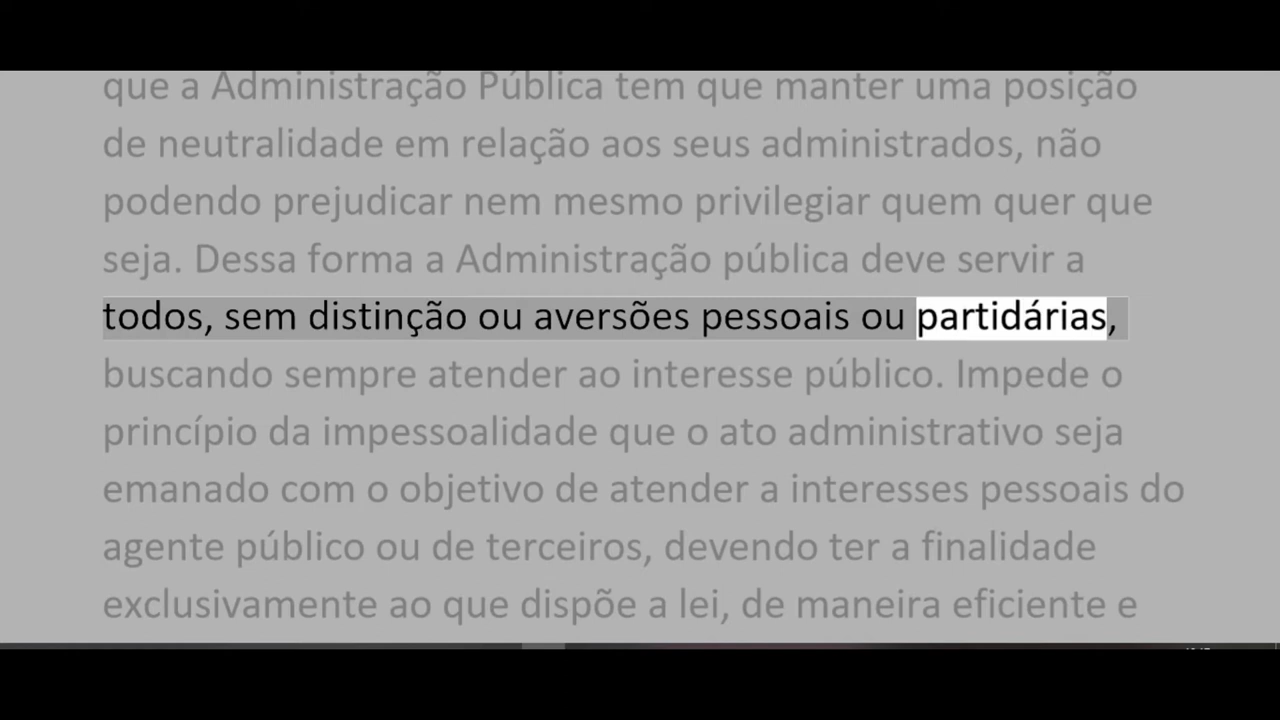 que a Administração Pública tem que manter uma posição
de neutralidade em relação aos seus administrados, não
podendo prejudicar nem mesmo privilegiar quem quer que
seja. Dessa forma a Administração pública deve servir a
todos, sem distinção ou aversões pessoais ou partidárias,
buscando sempre atender ao interesse público. Impede o
princípio da impessoalidade que o ato administrativo seja
emanado com o objetivo de atender a interesses pessoais do
agente público ou de terceiros, devendo ter a finalidade
exclusivamente ao que dispõe a lei, de maneira eficiente e